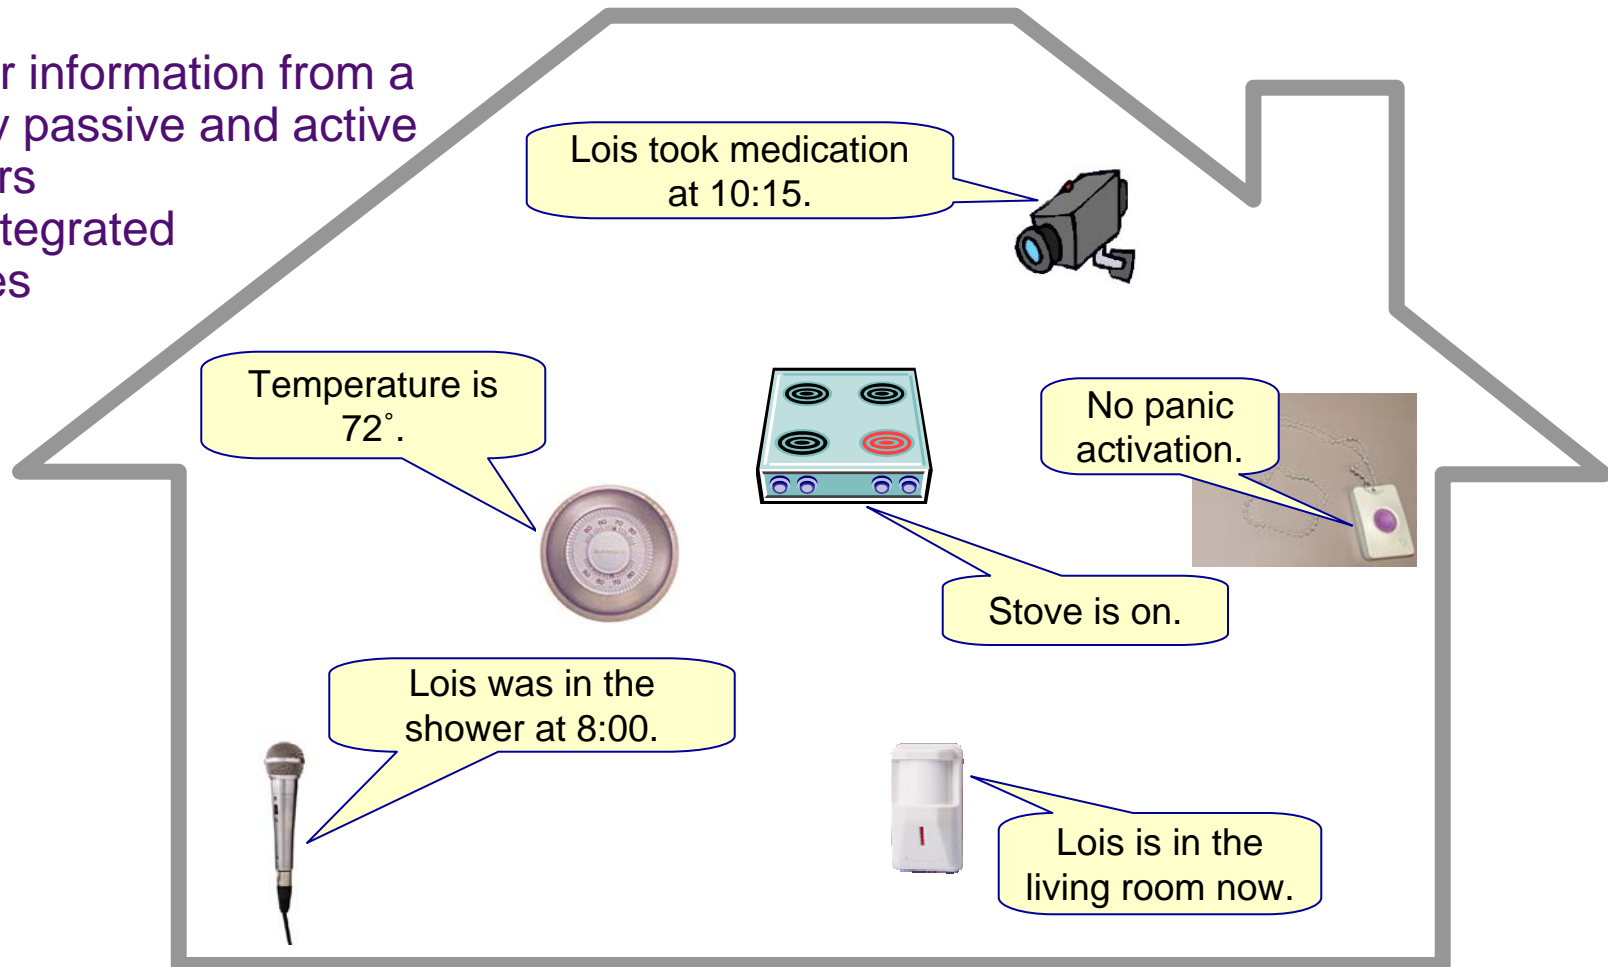 r information from a
y passive and active
rs
ntegrated
es
Lois took medication
at 10:15.
Temperature is
72°.
No panic
activation.
Stove is on.
Lois was in the
shower at 8:00.
Lois is in the
living room now.